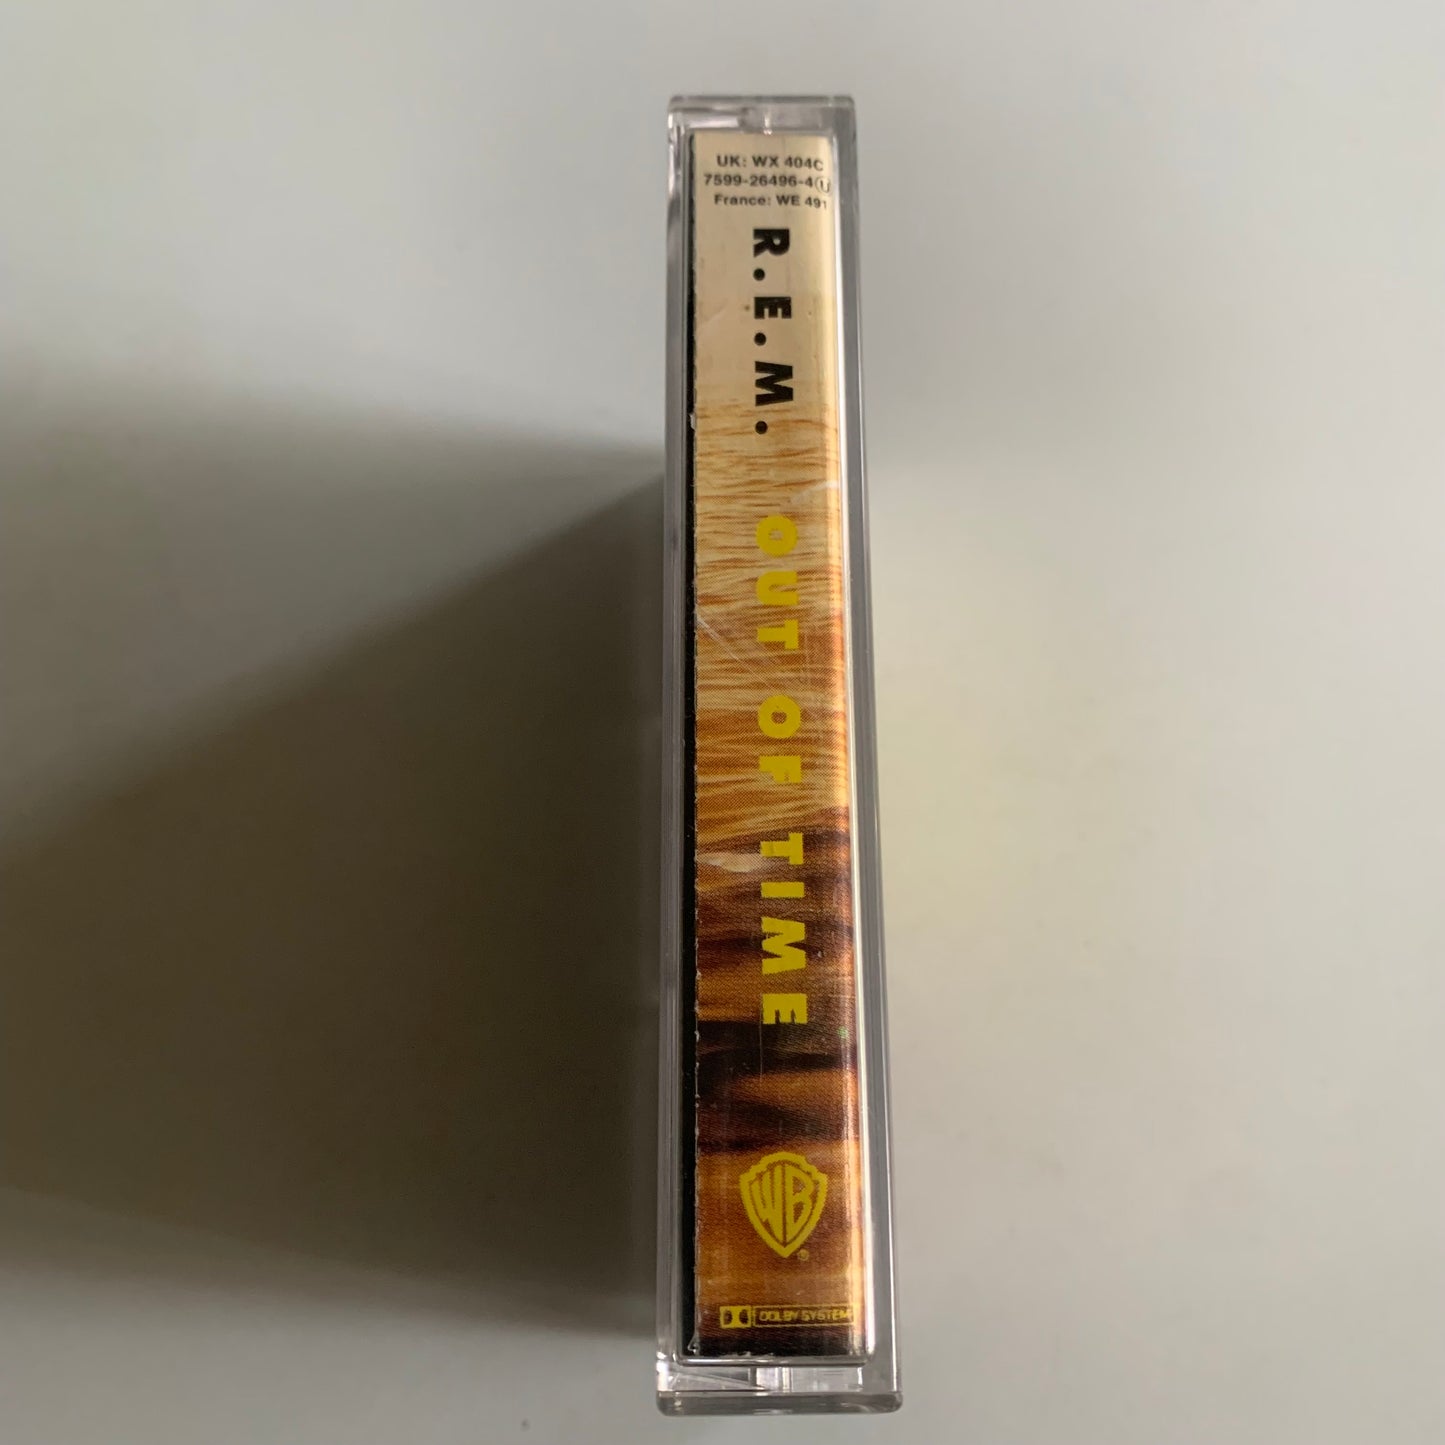 UK: WX 404C
7599-26496-4 Ⓤ
France: WE 491
R.E.M. OUT OF TIME
WB
®
DOLBY SYSTEM